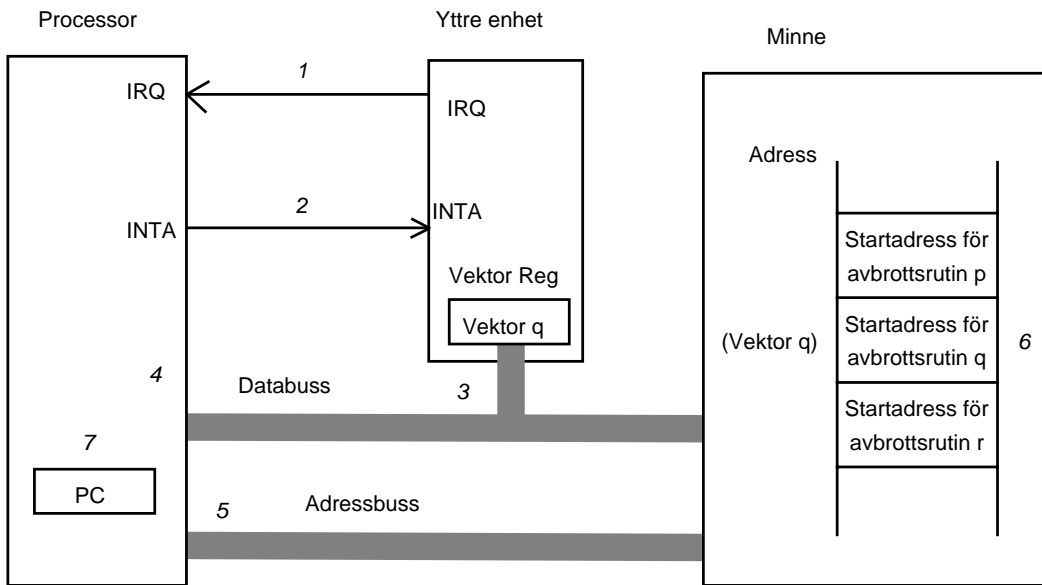 Processor
Yttre enhet
Minne
1
IRQ
IRQ
Adress
2
INTA
INTA
Startadress för
avbrottsrutin p
Vektor Reg
Vektor q
(Vektor q)
Startadress för
avbrottsrutin q
6
4
Databuss
3
Startadress för
avbrottsrutin r
7
PC
5
Adressbuss